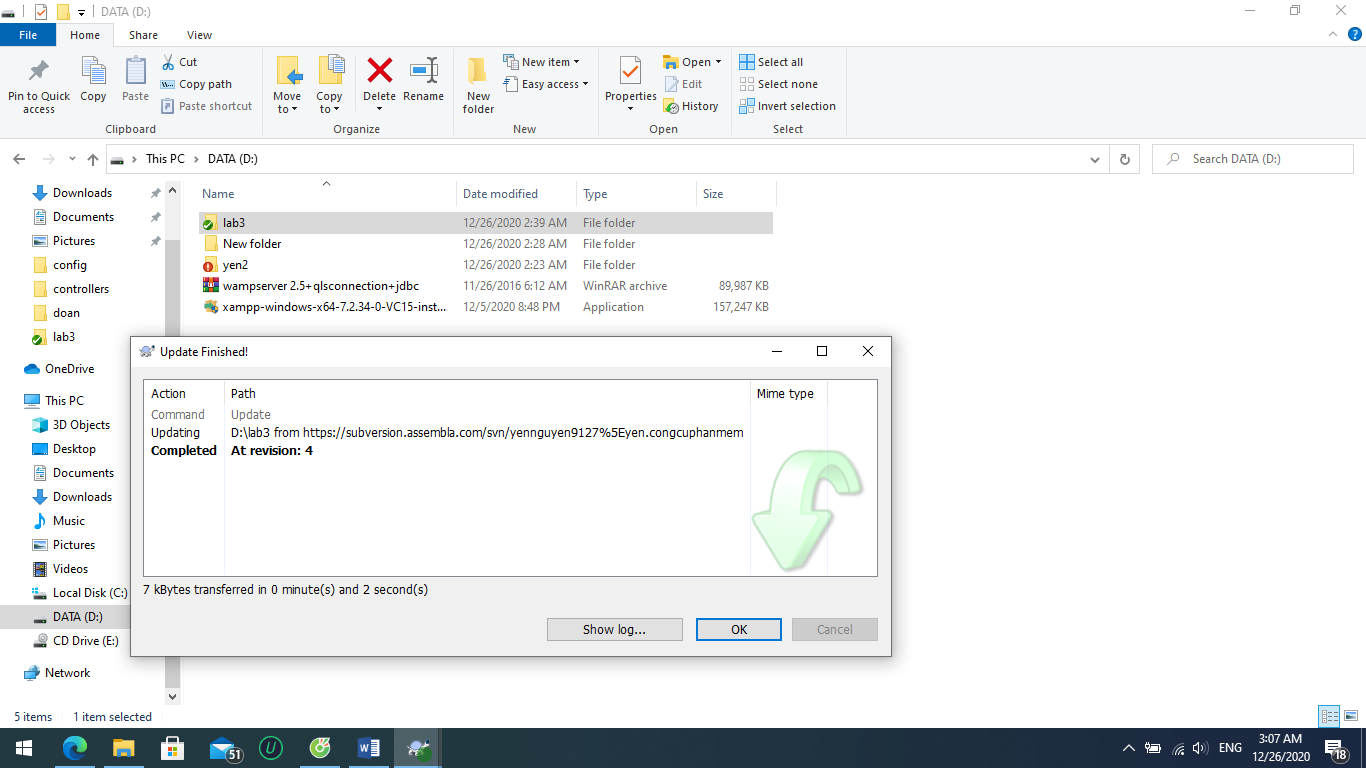 DATA (D:)
File Home Share View
Pin to Quick access
Copy
Paste
Cut
Copy path
Paste shortcut
Clipboard
Move to
Copy to
Delete
Rename
Organize
New folder
New item
Easy access
New
Properties
Open
Edit
History
Open
Select all
Select none
Invert selection
Select
This PC DATA (D:)
Search DATA (D:)
Downloads
Documents
Pictures
config
controllers
doan
lab3
OneDrive
This PC
3D Objects
Desktop
Documents
Downloads
Music
Pictures
Videos
Local Disk (C:)
DATA (D:)
CD Drive (E:)
Network
Name Date modified Type Size
lab3 12/26/2020 2:39 AM File folder
New folder 12/26/2020 2:28 AM File folder
yen2 12/26/2020 2:23 AM File folder
wampserver 2.5+qlsconnection+jdbc 11/26/2016 6:12 AM WinRAR archive 89,987 KB
xampp-windows-x64-7.2.34-0-VC15-inst... 12/5/2020 8:48 PM Application 157,247 KB
Update Finished!
Action Path Mime type
Command Update
Updating D:\lab3 from https://subversion.assembla.com/svn/yennguyen9127%5Eyen.congcuphanmem
Completed At revision: 4
7 kBytes transferred in 0 minute(s) and 2 second(s)
Show log... OK Cancel
5 items 1 item selected
51
ENG
3:07 AM
12/26/2020
18